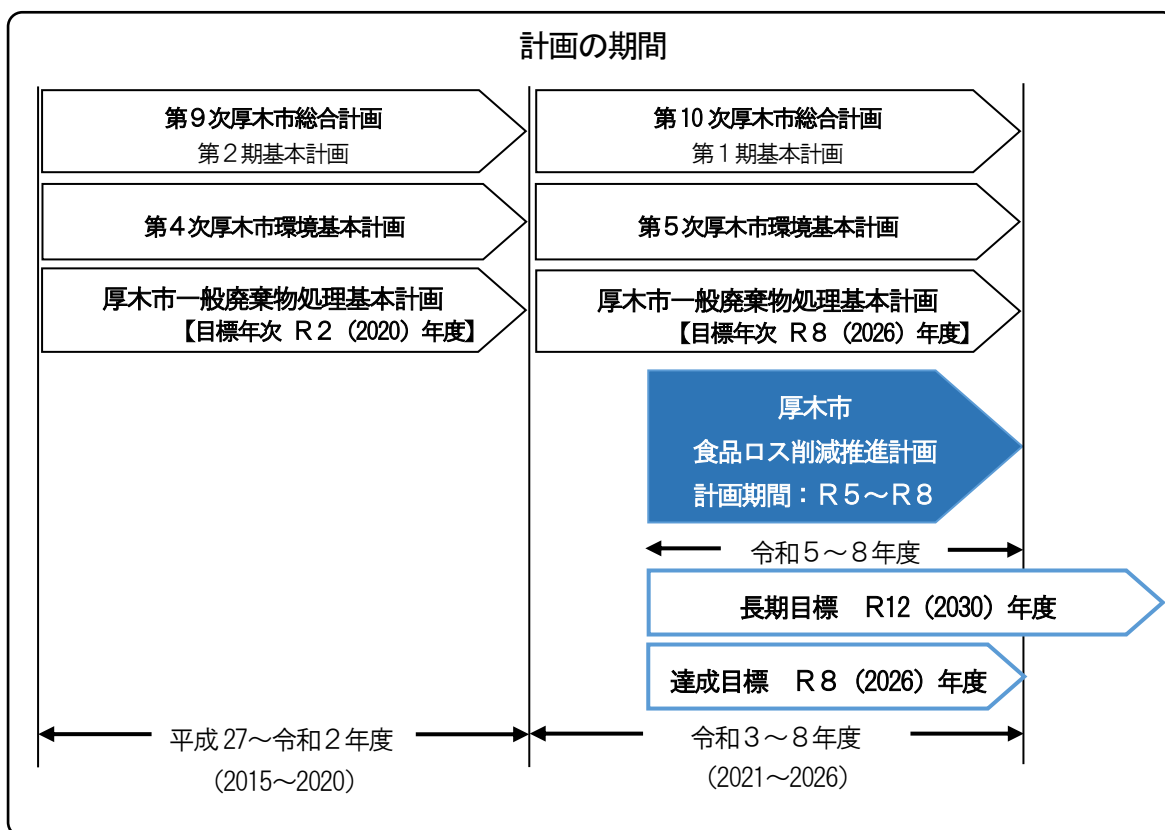 計画の期間
第９次厚木市総合計画
第２期基本計画
第10次厚木市総合計画
第１期基本計画
第４次厚木市環境基本計画
第５次厚木市環境基本計画
厚木市一般廃棄物処理基本計画
【目標年次 Ｒ２（2020）年度】
厚木市一般廃棄物処理基本計画
【目標年次 Ｒ８（2026）年度】
厚木市
食品ロス削減推進計画
計画期間：Ｒ５～Ｒ８
令和５～８年度
長期目標　R12（2030）年度
達成目標　Ｒ８（2026）年度
平成27～令和２年度
（2015～2020）
令和３～８年度
（2021～2026）